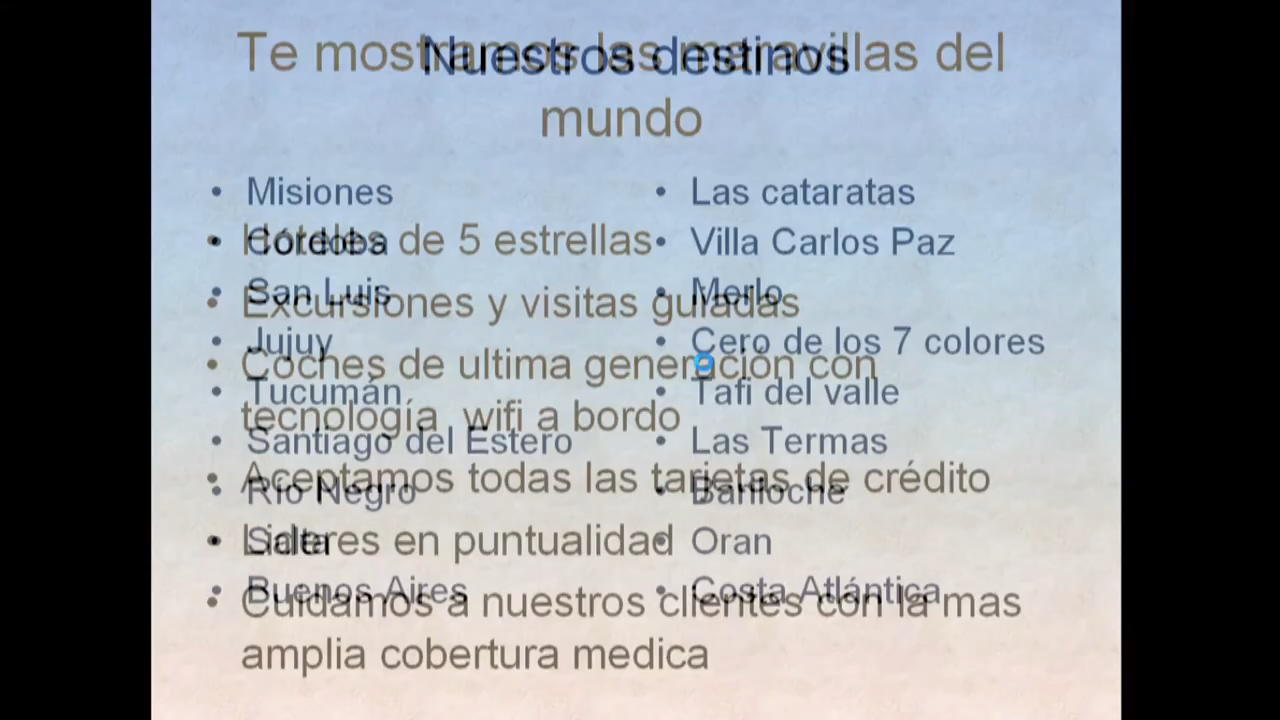 Te mostramos las maravillas del
mundo
• Hoteles de 5 estrellas
• Excursiones y visitas guiadas
• Coches de ultima generación con
tecnología wifi a bordo
• Aceptamos todas las tarjetas de crédito
• Lideres en puntualidad
• Cuidamos a nuestros clientes con la mas
amplia cobertura medica
Nuestros destinos
• Misiones
• Córdoba
• San Luis
• Jujuy
• Tucumán
• Santiago del Estero
• Rio Negro
• Salta
• Buenos Aires
• Las cataratas
• Villa Carlos Paz
• Merlo
• Cero de los 7 colores
• Tafi del valle
• Las Termas
• Bariloche
• Oran
• Costa Atlántica